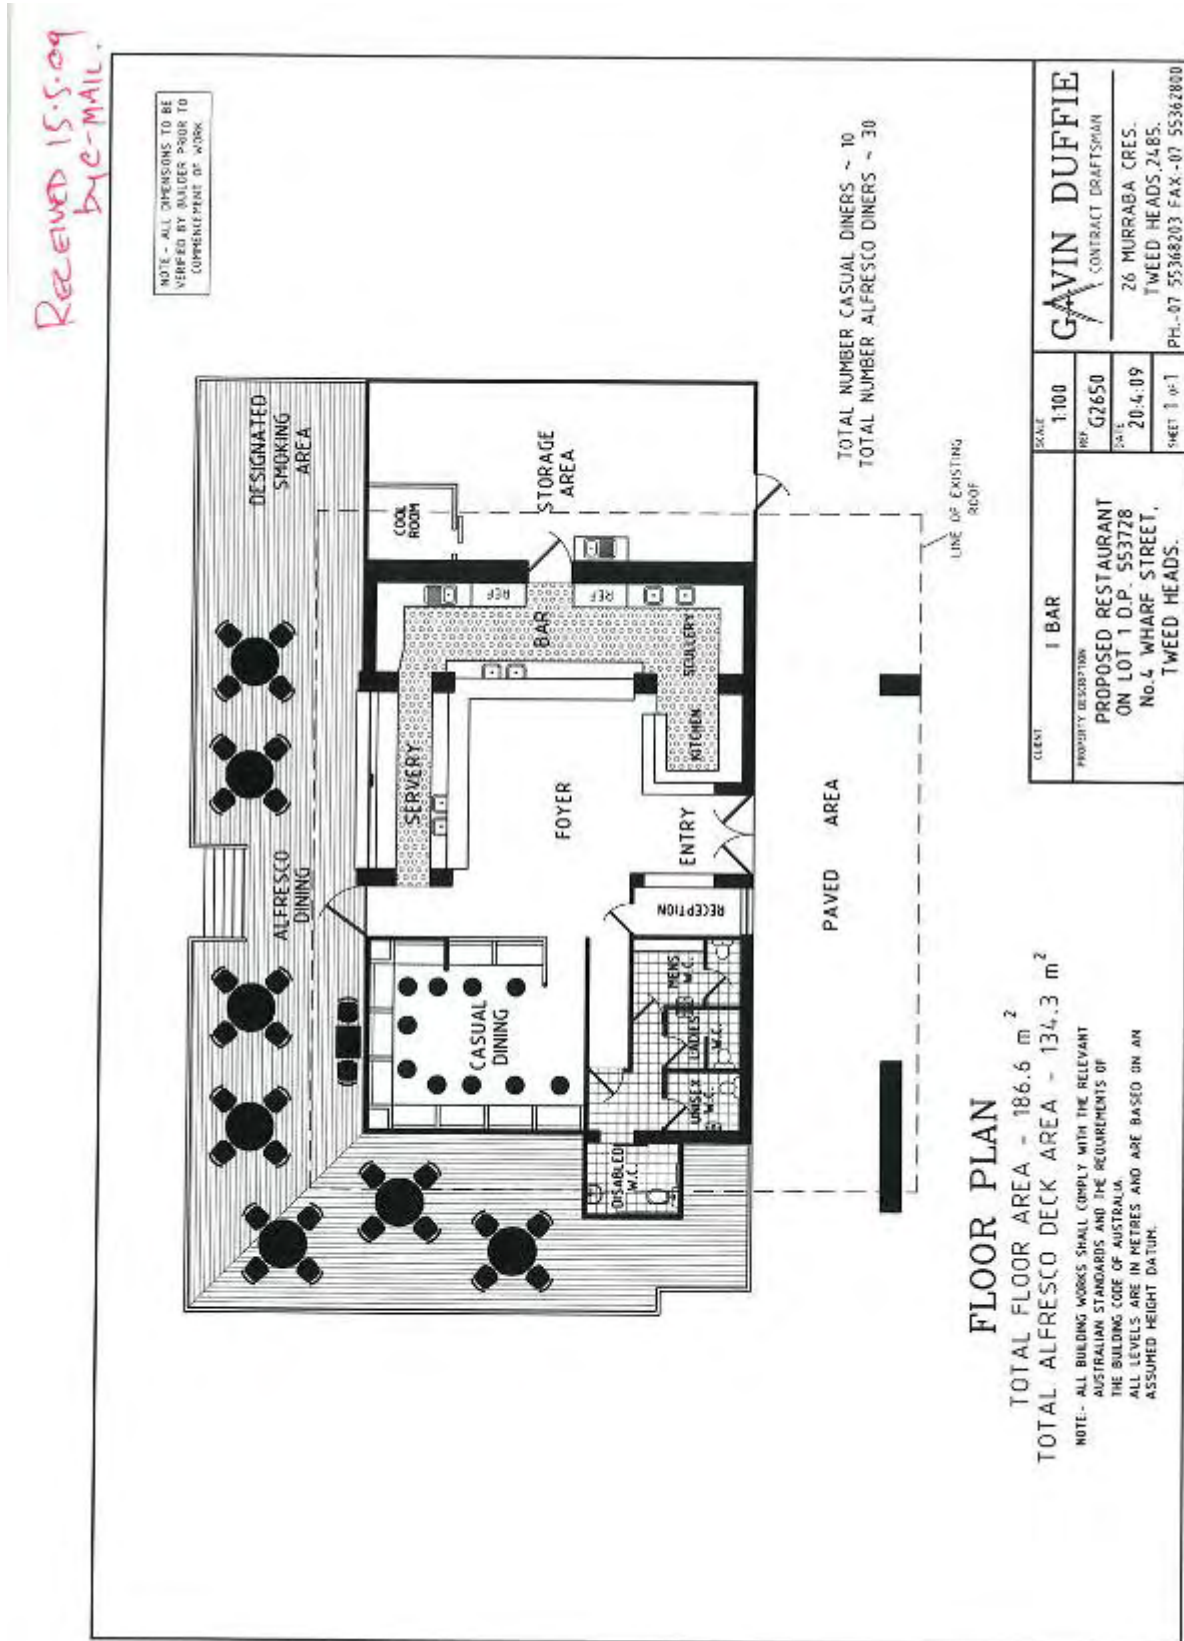 RECEIVED 15.5.09
by e-MAIL.
NOTE - ALL DIMENSIONS TO BE
VERIFIED BY BUILDER PRIOR TO
COMMENCEMENT OF WORK
DESIGNATED
SMOKING
AREA
ALFRESCO
DINING
COOL
ROOM
STORAGE
AREA
REF
REF
BAR
SCULLERY
KITCHEN
SERVERY
FOYER
ENTRY
RECEPTION
CASUAL
DINING
MENS
W.C.
LADIES
W.C.
UNISEX
W.C.
DISABLED
W.C.
PAVED AREA
LINE OF EXISTING
ROOF
TOTAL NUMBER CASUAL DINERS ~ 10
TOTAL NUMBER ALFRESCO DINERS ~ 30
FLOOR PLAN
TOTAL FLOOR AREA - 186.6 m²
TOTAL ALFRESCO DECK AREA - 134.3 m²
NOTE:- ALL BUILDING WORKS SHALL COMPLY WITH THE RELEVANT
AUSTRALIAN STANDARDS AND THE REQUIREMENTS OF
THE BUILDING CODE OF AUSTRALIA.
ALL LEVELS ARE IN METRES AND ARE BASED ON AN
ASSUMED HEIGHT DATUM.
CLIENT
I BAR
PROPERTY DESCRIPTION
PROPOSED RESTAURANT
ON LOT 1 D.P. 553728
No.4 WHARF STREET,
TWEED HEADS.
SCALE
1:100
REF
G2650
DATE
20:4:09
SHEET 1 of 1
GAVIN DUFFIE
CONTRACT DRAFTSMAN
26 MURRABA CRES.
TWEED HEADS,2485.
PH.-07 55368203 FAX.-07 55362800